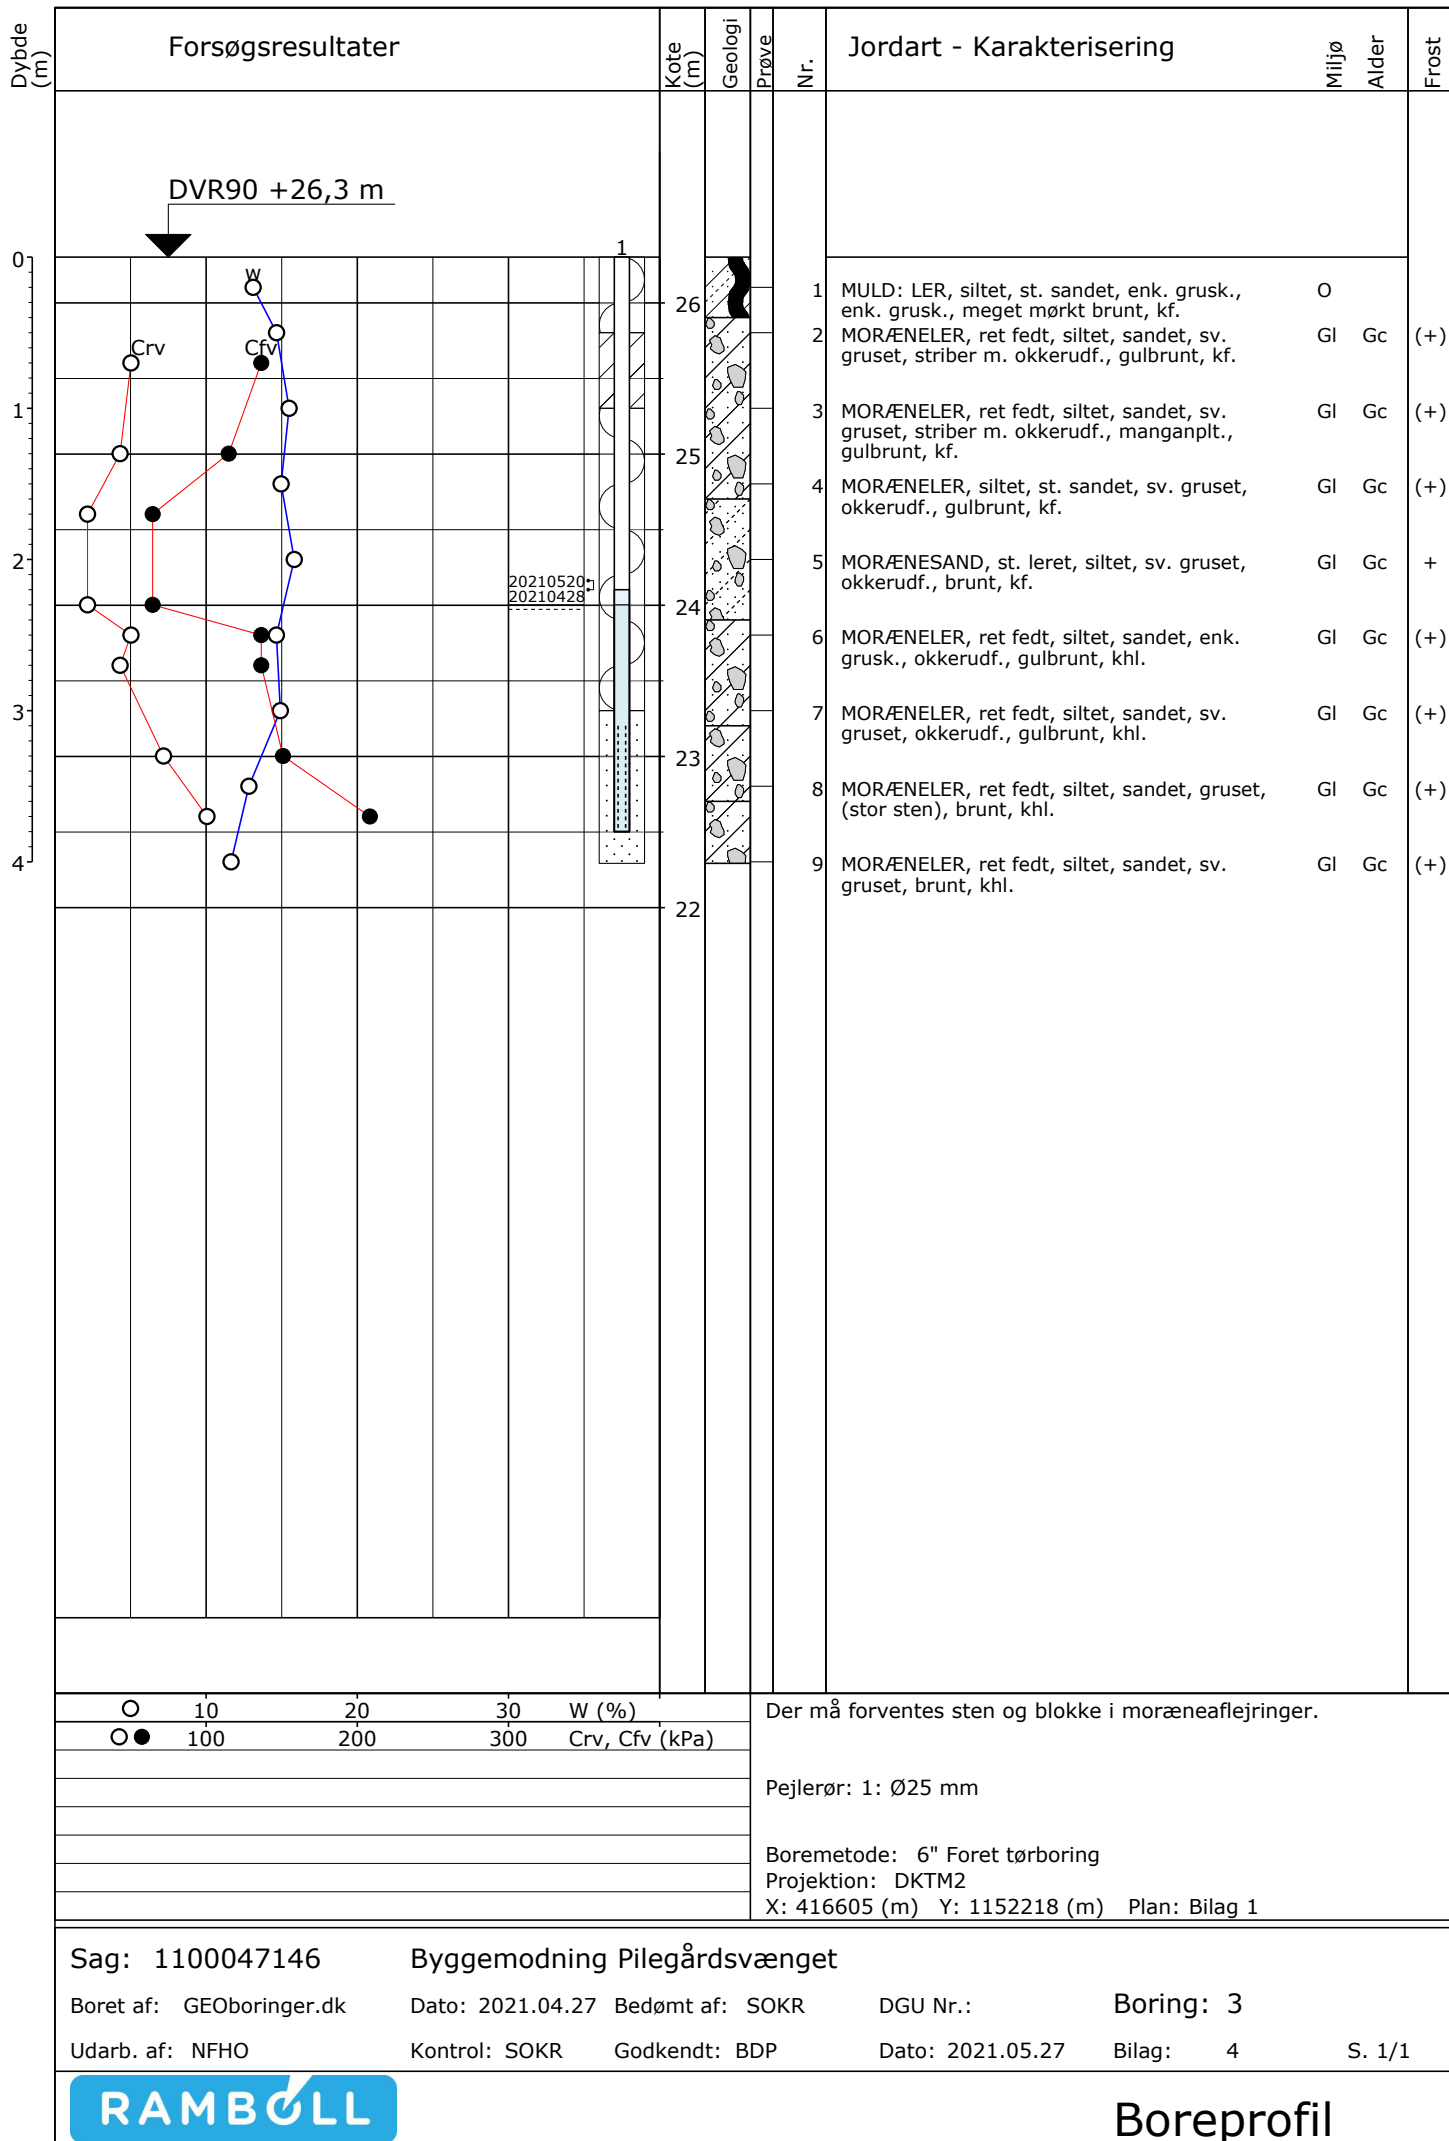 Dybde (m)
Forsøgsresultater
Kote (m)
Geologi
Prøve
Nr.
Jordart - Karakterisering
Miljø
Alder
Frost
DVR90 +26,3 m
1
0
W
Crv
Cfv
26
1 MULD: LER, siltet, st. sandet, enk. grusk., O
enk. grusk., meget mørkt brunt, kf.
2 MORÆNELER, ret fedt, siltet, sandet, sv. Gl Gc (+)
gruset, striber m. okkerudf., gulbrunt, kf.
1
3 MORÆNELER, ret fedt, siltet, sandet, sv. Gl Gc (+)
gruset, striber m. okkerudf., manganplt.,
gulbrunt, kf.
25
4 MORÆNELER, siltet, st. sandet, sv. gruset, Gl Gc (+)
okkerudf., gulbrunt, kf.
2
5 MORÆNESAND, st. leret, siltet, sv. gruset, Gl Gc +
okkerudf., brunt, kf.
20210520
20210428
24
6 MORÆNELER, ret fedt, siltet, sandet, enk. Gl Gc (+)
grusk., okkerudf., gulbrunt, khl.
3
7 MORÆNELER, ret fedt, siltet, sandet, sv. Gl Gc (+)
gruset, okkerudf., gulbrunt, khl.
23
8 MORÆNELER, ret fedt, siltet, sandet, gruset, Gl Gc (+)
(stor sten), brunt, khl.
4
9 MORÆNELER, ret fedt, siltet, sandet, sv. Gl Gc (+)
gruset, brunt, khl.
22
10 20 30 W (%)
100 200 300 Crv, Cfv (kPa)
Der må forventes sten og blokke i moræneaflejringer.
Pejlerør: 1: Ø25 mm
Boremetode: 6" Foret tørboring
Projektion: DKTM2
X: 416605 (m) Y: 1152218 (m) Plan: Bilag 1
Sag: 1100047146 Byggemodning Pilegårdsvænget
Boret af: GEOboringer.dk Dato: 2021.04.27 Bedømt af: SOKR DGU Nr.: Boring: 3
Udarb. af: NFHO Kontrol: SOKR Godkendt: BDP Dato: 2021.05.27 Bilag: 4 S. 1/1
RAMBOLL
Boreprofil